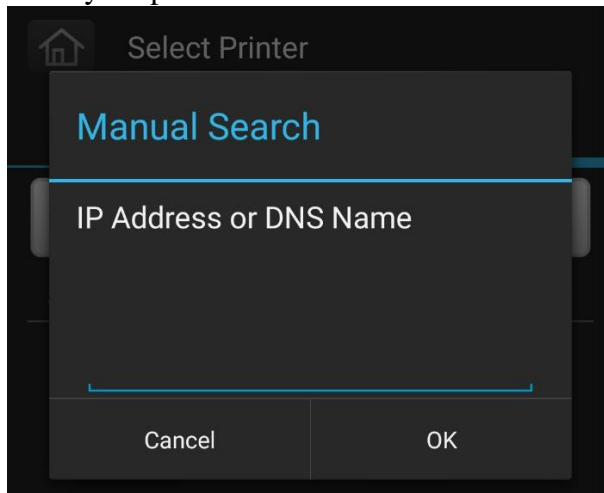 Select Printer
Manual Search
IP Address or DNS Name
Cancel
OK